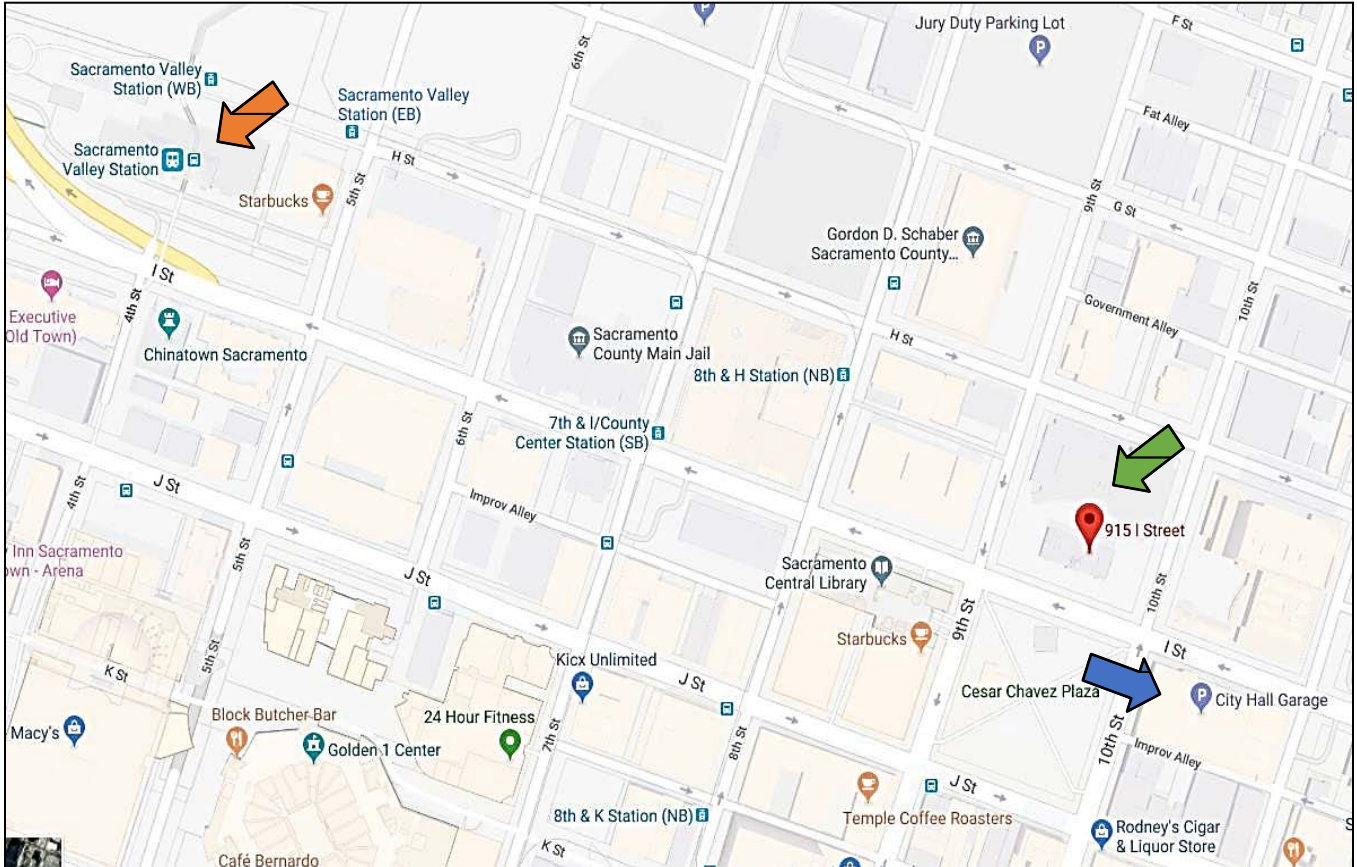 Jury Duty Parking Lot
F St
6th St
Sacramento Valley
Station (WB)
Sacramento Valley
Station (EB)
Fat Alley
Sacramento
Valley Station
H St
Starbucks
5th St
9th St
G St
Gordon D. Schaber
Sacramento County...
I St
4th St
Executive
Old Town)
Chinatown Sacramento
Government Alley
10th St
Sacramento
County Main Jail
H St
8th & H Station (NB)
7th & I/County
Center Station (SB)
6th St
J St
4th St
Improv Alley
915 I Street
y Inn Sacramento
own - Arena
5th St
J St
Sacramento
Central Library
10th St
9th St
Starbucks
I St
5th St
K St
Kicx Unlimited
J St
Cesar Chavez Plaza
City Hall Garage
Block Butcher Bar
24 Hour Fitness
Macy's
Golden 1 Center
7th St
8th St
10th St
Improv Alley
J St
8th & K Station (NB)
Temple Coffee Roasters
Rodney's Cigar
& Liquor Store
K St
Café Bernardo